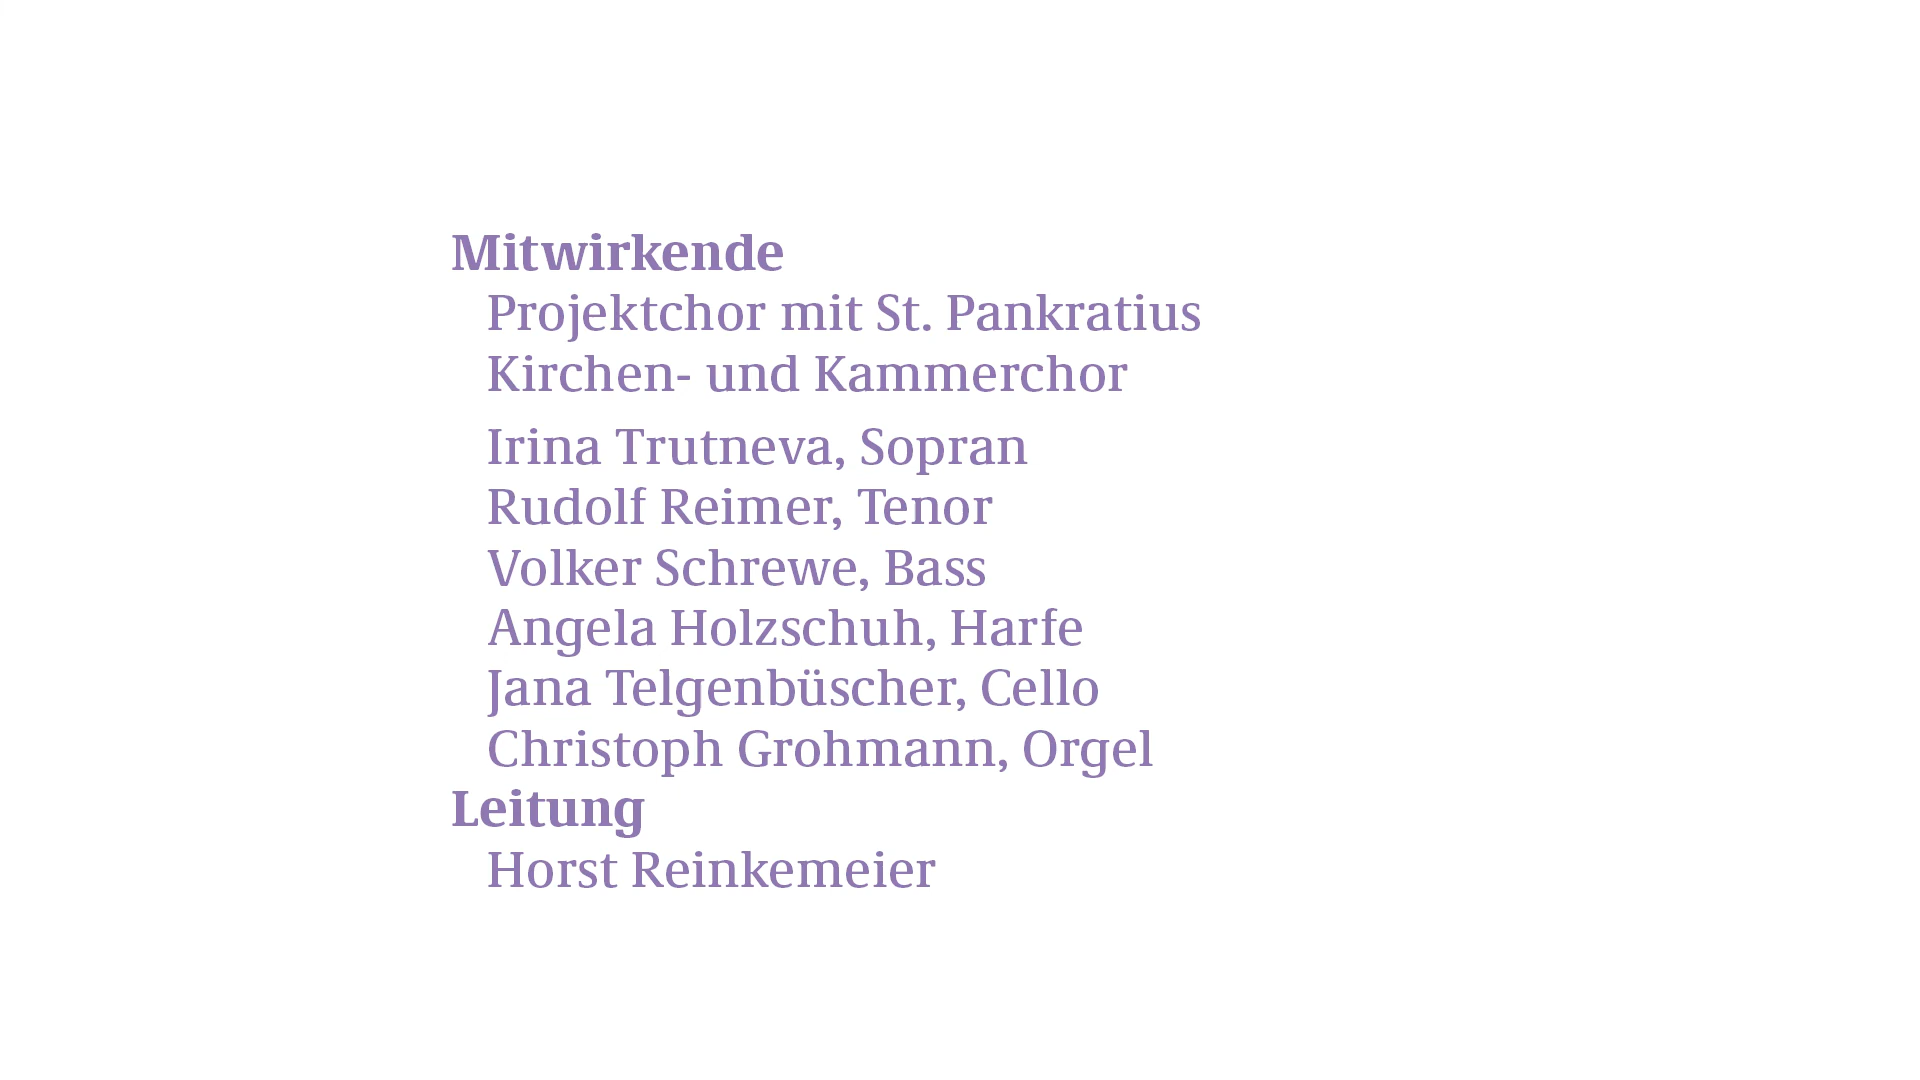 Mitwirkende
Projektchor mit St. Pankratius
Kirchen- und Kammerchor
Irina Trutneva, Sopran
Rudolf Reimer, Tenor
Volker Schrewe, Bass
Angela Holzschuh, Harfe
Jana Telgenbüscher, Cello
Christoph Grohmann, Orgel
Leitung
Horst Reinkemeier